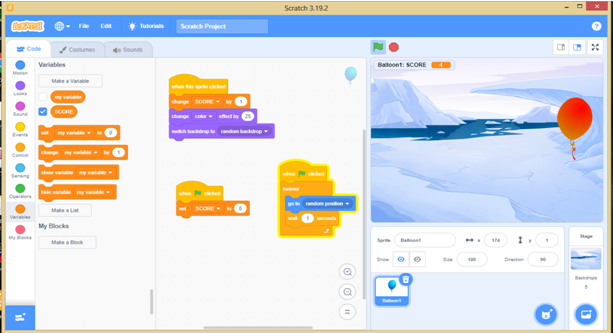 Scratch 3.19.2
SCRATCH File Edit Tutorials Scratch Project
Code Costumes Sounds
Motion
Looks
Sound
Events
Control
Sensing
Operators
Variables
My Blocks
Variables
Make a Variable
my variable
SCORE
set my variable to 0
change my variable by 1
show variable my variable
hide variable my variable
Make a List
My Blocks
Make a Block
when this sprite clicked
change SCORE by 1
change color effect by 25
switch backdrop to random backdrop
when clicked
set SCORE to 0
when clicked
forever
go to random position
wait 1 seconds
Balloon1: SCORE 4
Sprite Balloon1 x 174 y 1
Show Size 100 Direction 90
Balloon1
Stage
Backdrops